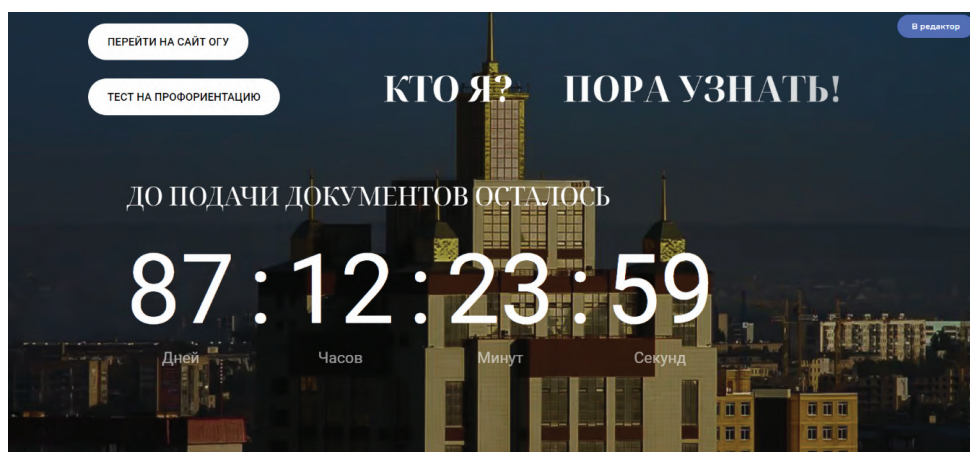 ПЕРЕЙТИ НА САЙТ ОГУ
В редактор
ТЕСТ НА ПРОФОРИЕНТАЦИЮ
КТО Я? ПОРА УЗНАТЬ!
ДО ПОДАЧИ ДОКУМЕНТОВ ОСТАЛОСЬ
87 : 12 : 23 : 59
Дней Часов Минут Секунд